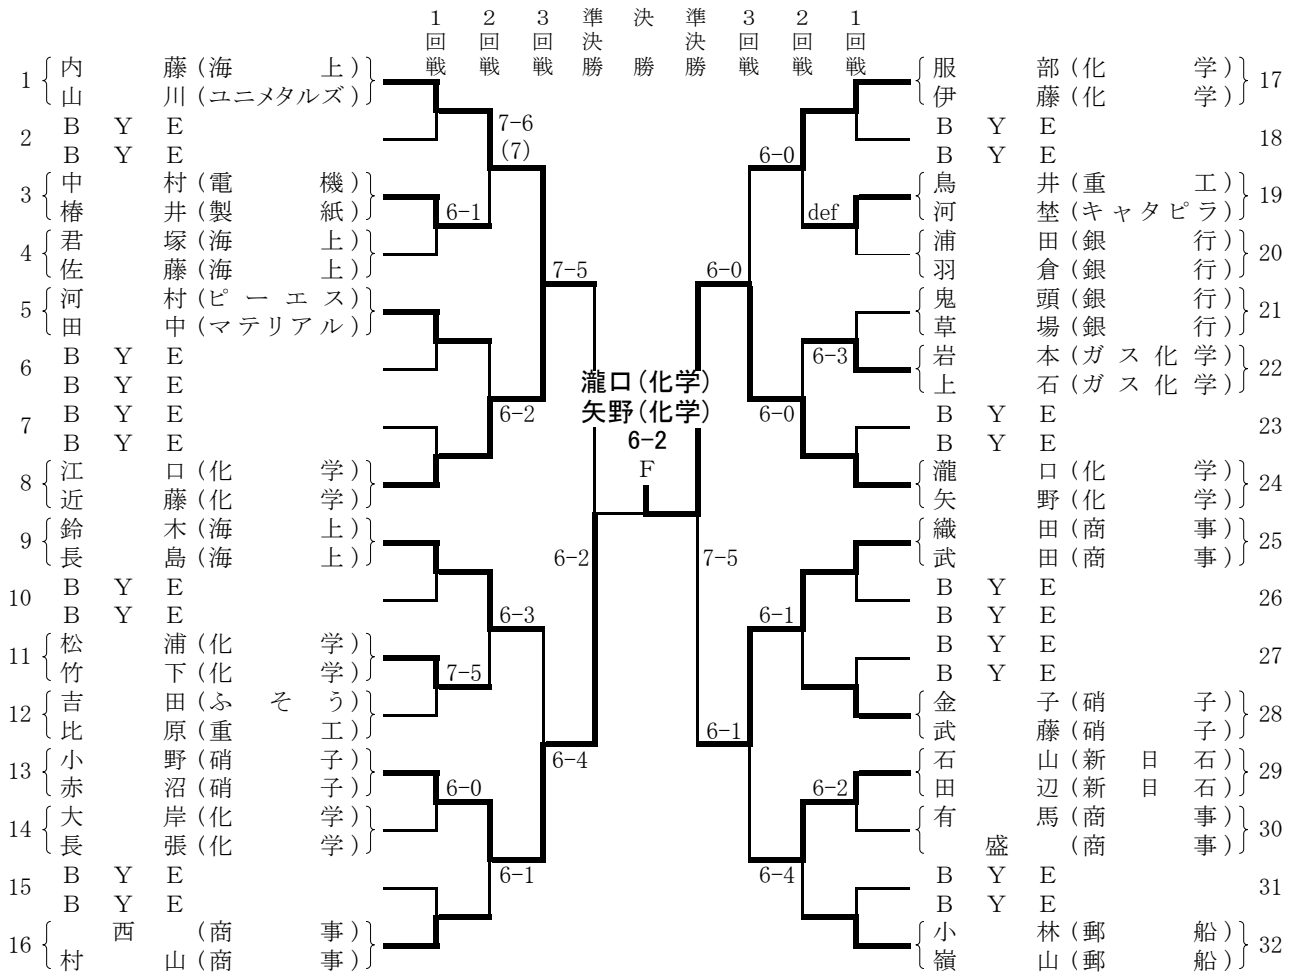 1回戦 2回戦 3回戦 準決勝 決勝 準決勝 3回戦 2回戦 1回戦
1 内藤(海上)
山川(ユニメタルズ)
2 BYE
BYE
3 中村(電機)
椿井(製紙)
4 君塚(海上)
佐藤(海上)
5 河村(ピーエス)
田中(マテリアル)
6 BYE
BYE
7 BYE
BYE
8 江口(化学)
近藤(化学)
9 鈴木(海上)
長島(海上)
10 BYE
BYE
11 松浦(化学)
竹下(化学)
12 吉田(ふそう)
比原(重工)
13 小野(硝子)
赤沼(硝子)
14 大岸(化学)
長張(化学)
15 BYE
BYE
16 西(商事)
村山(商事)
6-1
7-5
6-0
7-6
(7)
6-2
6-3
6-1
7-5
6-4
6-2
瀧口(化学)
矢野(化学)
6-2
F
7-5
6-0
6-1
6-0
6-0
6-1
6-4
def
6-3
6-2
服部(化学) 17
伊藤(化学)
BYE 18
BYE
鳥井(重工) 19
河埜(キャタピラ)
浦田(銀行) 20
羽倉(銀行)
鬼頭(銀行) 21
草場(銀行)
岩本(ガス化学) 22
上石(ガス化学)
BYE 23
BYE
瀧口(化学) 24
矢野(化学)
織田(商事) 25
武田(商事)
BYE 26
BYE
BYE 27
BYE
金子(硝子) 28
武藤(硝子)
石山(新日石) 29
田辺(新日石)
有馬(商事) 30
盛(商事)
BYE 31
BYE
小林(郵船) 32
嶺山(郵船)